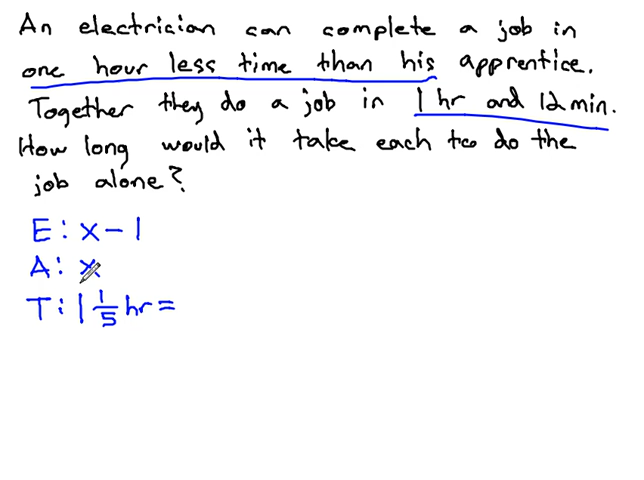 An electrician can complete a job in
one hour less time than his apprentice.
Together they do a job in 1 hr and 12 min.
How long would it take each to do the
job alone?
E: x - 1
A: x
T: 1 1/5 hr =